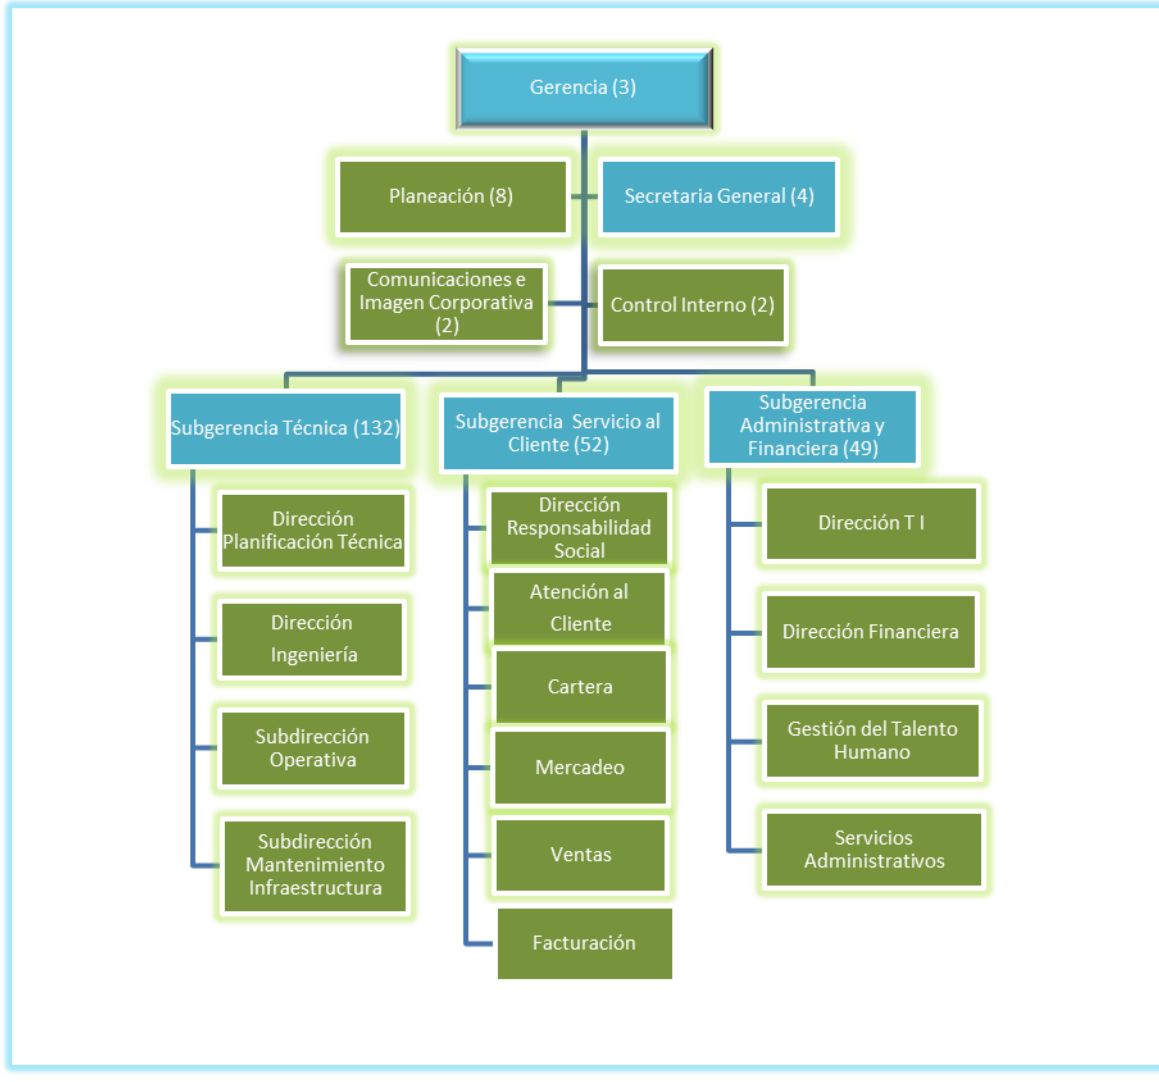 Gerencia (3)
Planeación (8)
Secretaria General (4)
Comunicaciones e
Imagen Corporativa
(2)
Control Interno (2)
Subgerencia Técnica (132)
Dirección
Planificación Técnica
Dirección
Ingeniería
Subdirección
Operativa
Subdirección
Mantenimiento
Infraestructura
Subgerencia  Servicio al
Cliente (52)
Dirección
Responsabilidad
Social
Atención al
Cliente
Cartera
Mercadeo
Ventas
Facturación
Subgerencia
Administrativa y
Financiera (49)
Dirección T I
Dirección Financiera
Gestión del Talento
Humano
Servicios
Administrativos